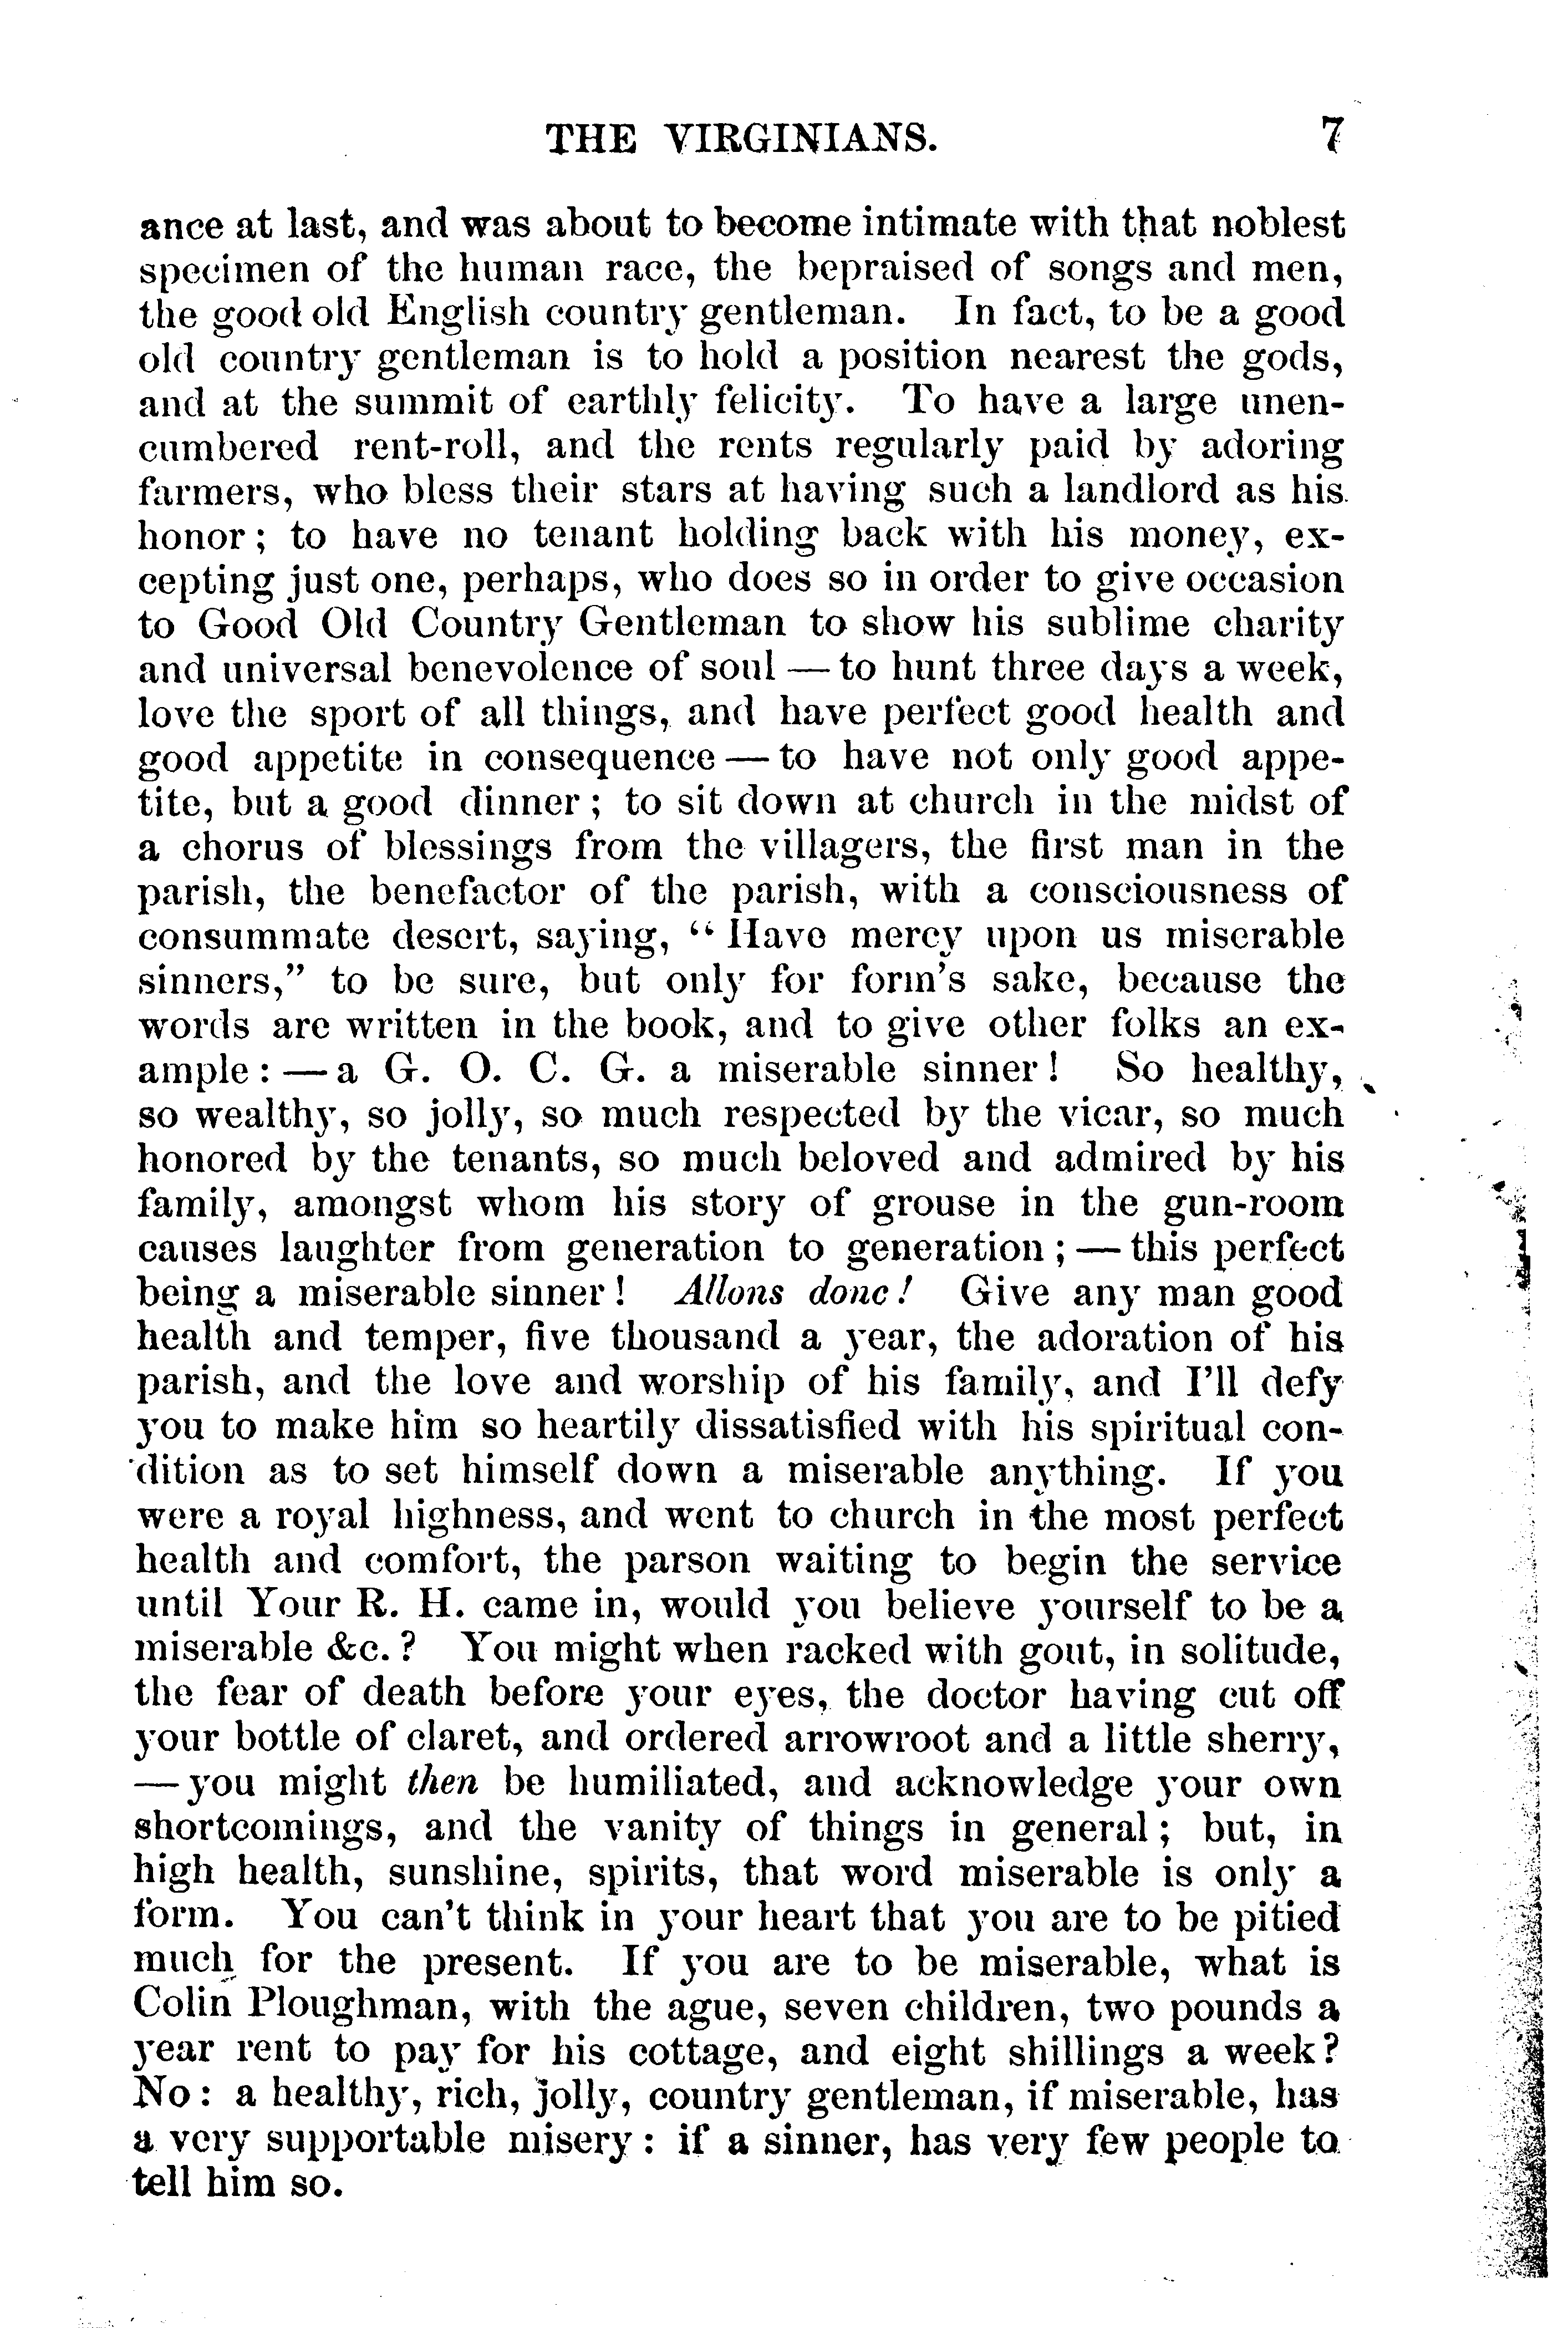 THE VIRGINIANS. 7
ance at last, and was about to become intimate with that noblest
specimen of the human race, the bepraised of songs and men,
the good old English country gentleman. In fact, to be a good
old country gentleman is to hold a position nearest the gods,
and at the summit of earthly felicity. To have a large unen-
cumbered rent-roll, and the rents regularly paid by adoring
farmers, who bless their stars at having such a landlord as his
honor; to have no tenant holding back with his money, ex-
cepting just one, perhaps, who does so in order to give occasion
to Good Old Country Gentleman to show his sublime charity
and universal benevolence of soul — to hunt three days a week,
love the sport of all things, and have perfect good health and
good appetite in consequence — to have not only good appe-
tite, but a good dinner; to sit down at church in the midst of
a chorus of blessings from the villagers, the first man in the
parish, the benefactor of the parish, with a consciousness of
consummate desert, saying, “Have mercy upon us miserable
sinners,” to be sure, but only for form's sake, because the
words are written in the book, and to give other folks an ex-
ample: — a G. O. C. G. a miserable sinner! So healthy,
so wealthy, so jolly, so much respected by the vicar, so much
honored by the tenants, so much beloved and admired by his
family, amongst whom his story of grouse in the gun-room
causes laughter from generation to generation; — this perfect
being a miserable sinner! Allons donc! Give any man good
health and temper, five thousand a year, the adoration of his
parish, and the love and worship of his family, and I'll defy
you to make him so heartily dissatisfied with his spiritual con-
dition as to set himself down a miserable anything. If you
were a royal highness, and went to church in the most perfect
health and comfort, the parson waiting to begin the service
until Your R. H. came in, would you believe yourself to be a
miserable &c.? You might when racked with gout, in solitude,
the fear of death before your eyes, the doctor having cut off
your bottle of claret, and ordered arrowroot and a little sherry,
— you might then be humiliated, and acknowledge your own
shortcomings, and the vanity of things in general; but, in
high health, sunshine, spirits, that word miserable is only a
form. You can't think in your heart that you are to be pitied
much for the present. If you are to be miserable, what is
Colin Ploughman, with the ague, seven children, two pounds a
year rent to pay for his cottage, and eight shillings a week?
No: a healthy, rich, jolly, country gentleman, if miserable, has
a very supportable misery: if a sinner, has very few people to
tell him so.